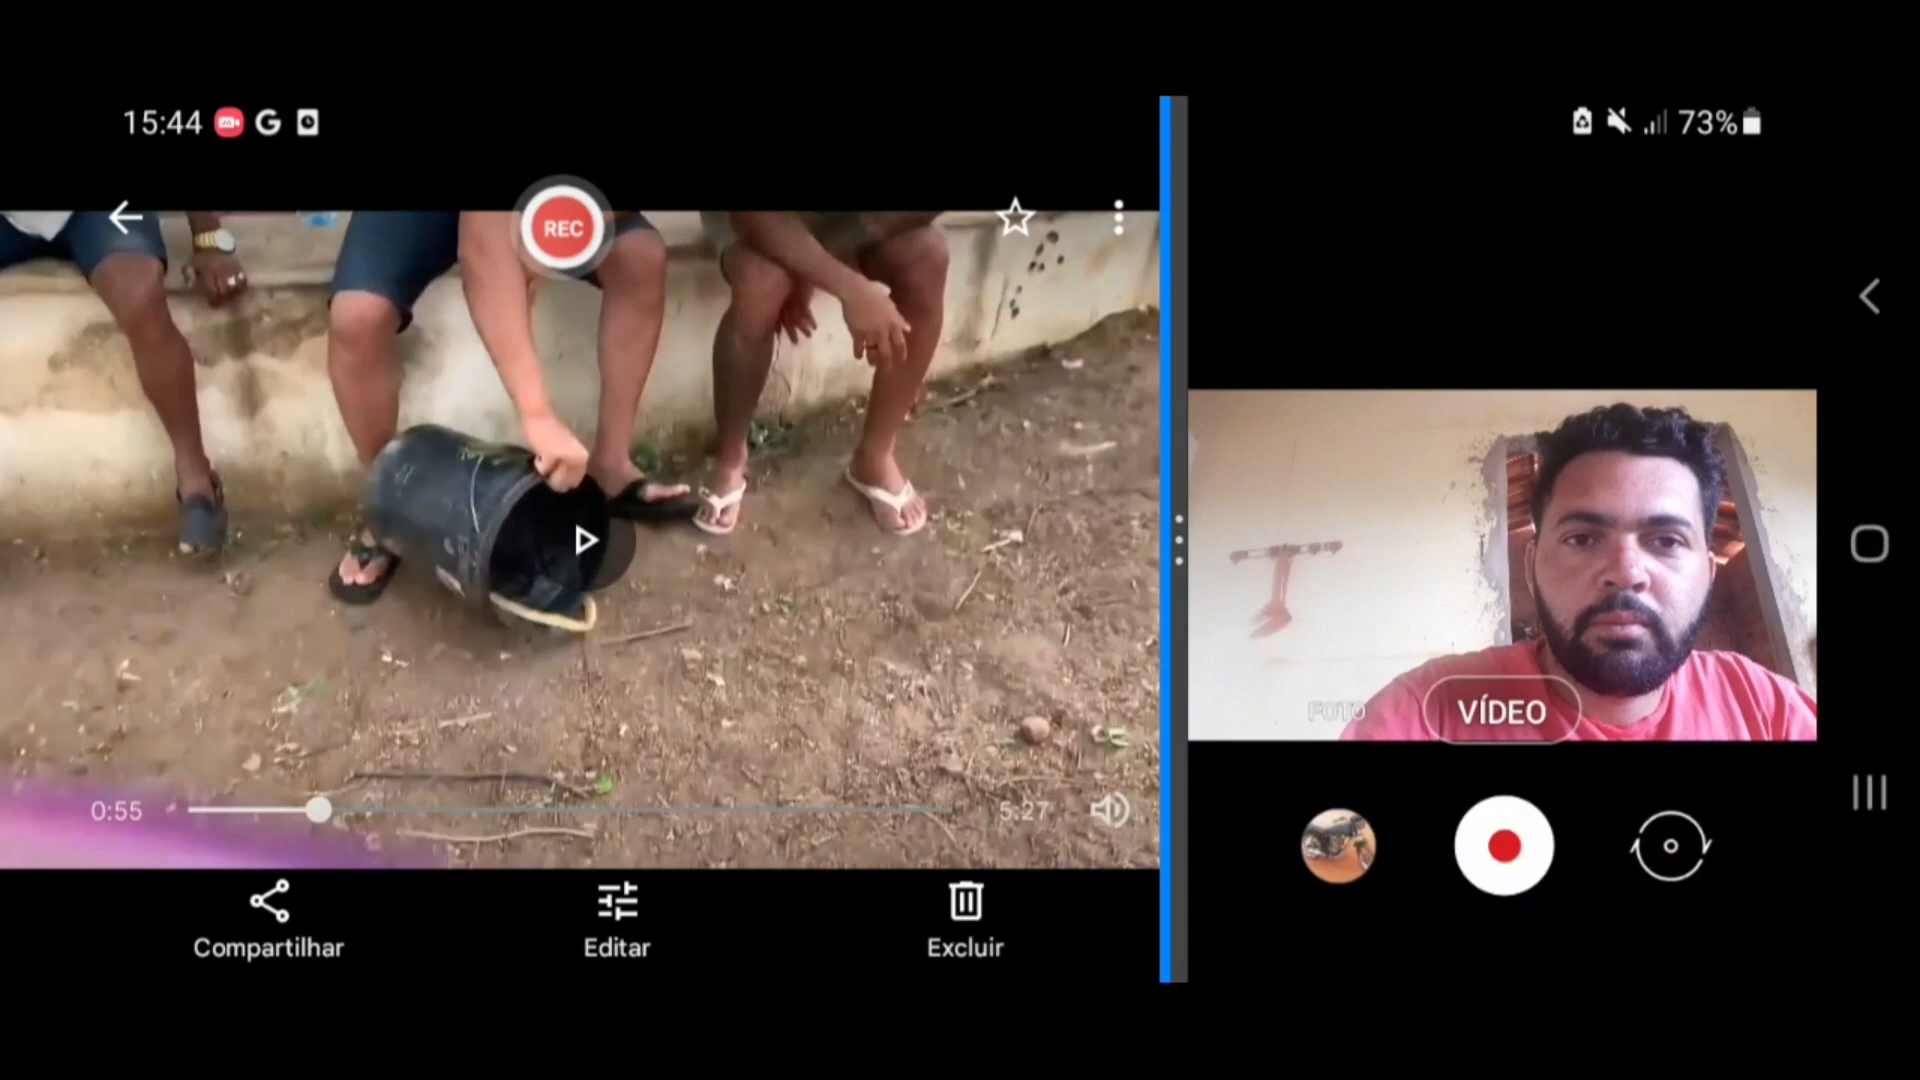 15:44
73%
REC
FOTO
VÍDEO
0:55
5:27
Compartilhar
Editar
Excluir